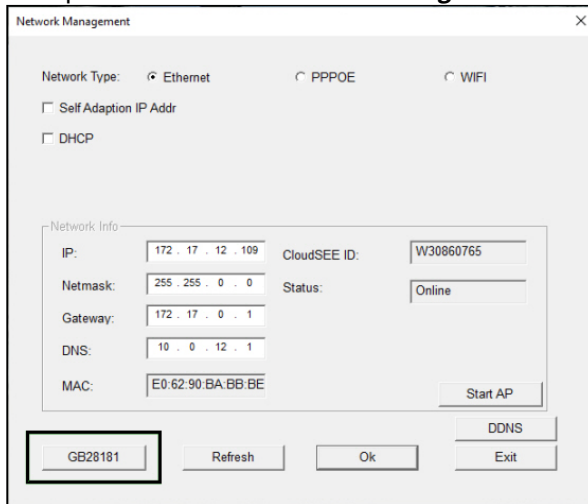 Network Management
Network Type: Ethernet PPPOE WIFI
Self Adaption IP Addr
DHCP
Network Info
IP: 172 . 17 . 12 . 109 CloudSEE ID: W30860765
Netmask: 255 . 255 . 0 . 0 Status: Online
Gateway: 172 . 17 . 0 . 1
DNS: 10 . 0 . 12 . 1
MAC: E0:62:90:BA:BB:BE
Start AP
DDNS
GB28181 Refresh Ok Exit